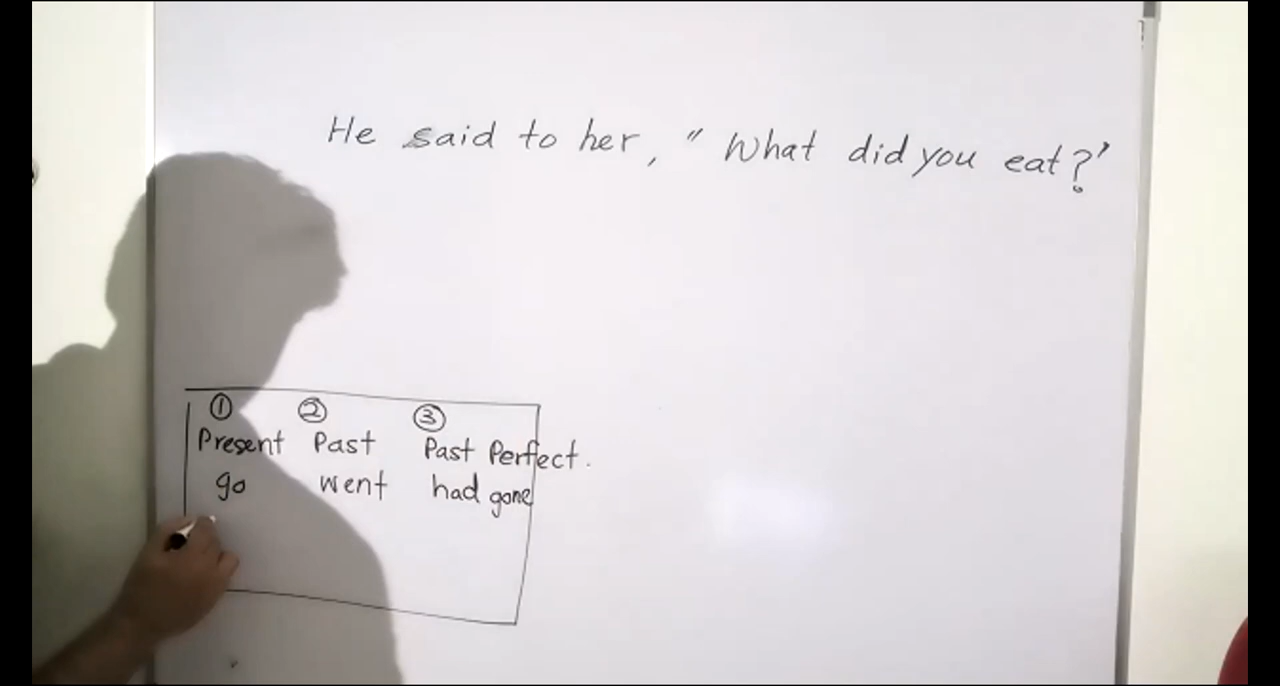 He said to her, " What did you eat?'
① ② ③
Present Past Past Perfect.
go went had gone